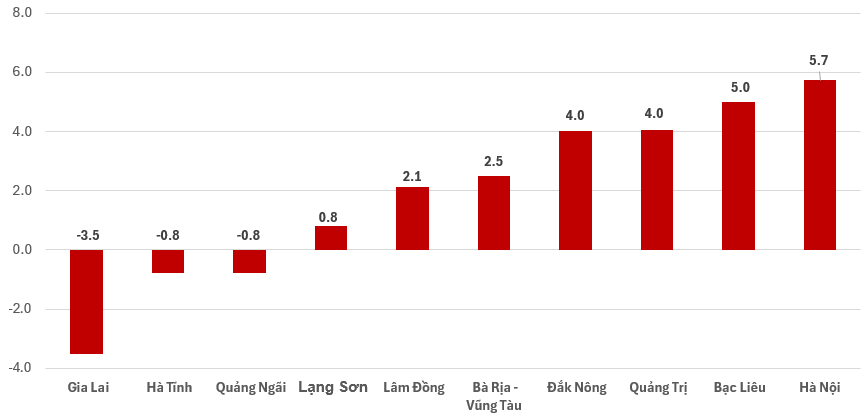 8.0
6.0
4.0
2.0
0.0
-2.0
-4.0
-3.5
-0.8
-0.8
0.8
2.1
2.5
4.0
4.0
5.0
5.7
Gia Lai
Hà Tĩnh
Quảng Ngãi
Lạng Sơn
Lâm Đồng
Bà Rịa -
Vũng Tàu
Đắk Nông
Quảng Trị
Bạc Liêu
Hà Nội